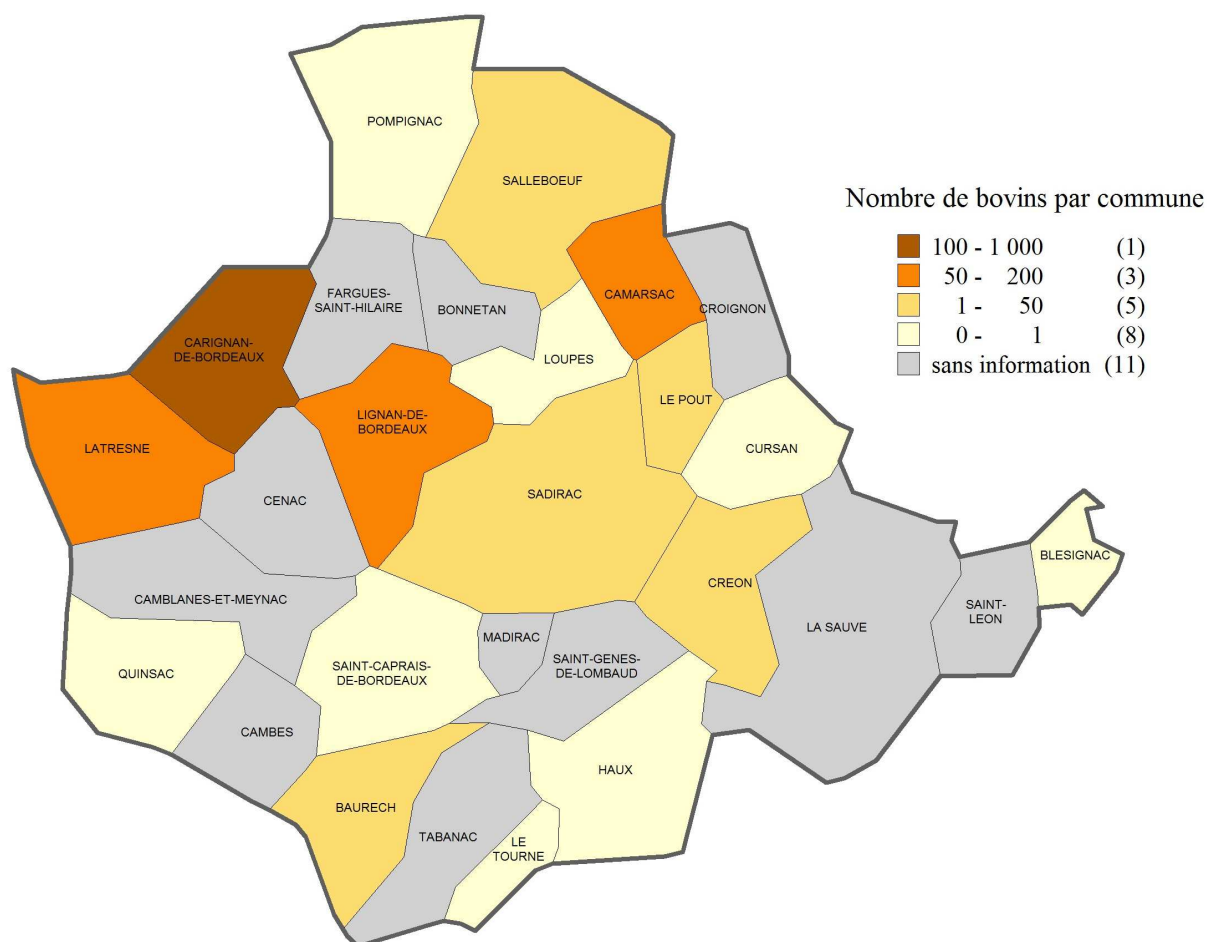 POMPIGNAC
SALLEBOEUF
Nombre de bovins par commune
100 - 1 000 (1)
50 - 200 (3)
1 - 50 (5)
0 - 1 (8)
sans information (11)
FARGUES-
SAINT-HILAIRE
BONNETAN
CAMARSAC
CROIGNON
CARIGNAN-
DE-BORDEAUX
LOUPES
LE POUT
LIGNAN-DE-
BORDEAUX
LATRESNE
CURSAN
CENAC
SADIRAC
BLESIGNAC
CREON
CAMBLANES-ET-MEYNAC
SAINT-
LEON
LA SAUVE
MADIRAC
SAINT-GENES-
DE-LOMBAUD
QUINSAC
SAINT-CAPRAIS-
DE-BORDEAUX
CAMBES
HAUX
BAURECH
TABANAC
LE
TOURNE